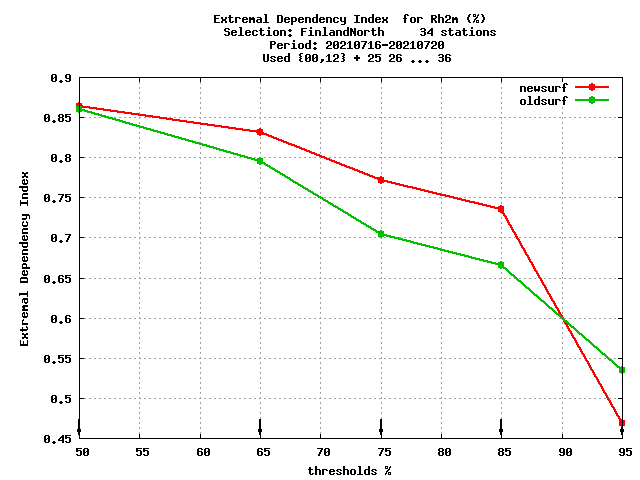 Extremal Dependency Index  for Rh2m (%)
Selection: FinlandNorth     34 stations
Period: 20210716-20210720
Used {00,12} + 25 26 ... 36
newsurf
oldsurf
0.9
0.85
0.8
0.75
0.7
0.65
0.6
0.55
0.5
0.45
Extremal Dependency Index
50 55 60 65 70 75 80 85 90 95
thresholds %